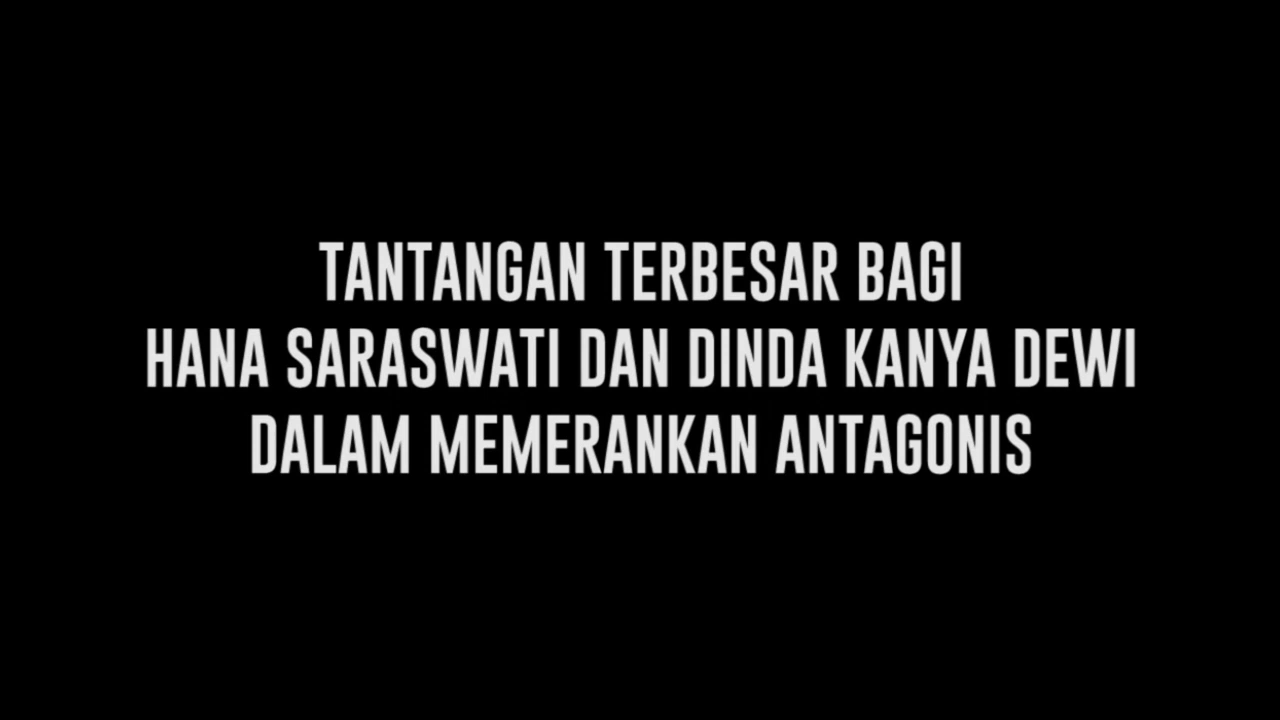 TANTANGAN TERBESAR BAGI
HANA SARASWATI DAN DINDA KANYA DEWI
DALAM MEMERANKAN ANTAGONIS